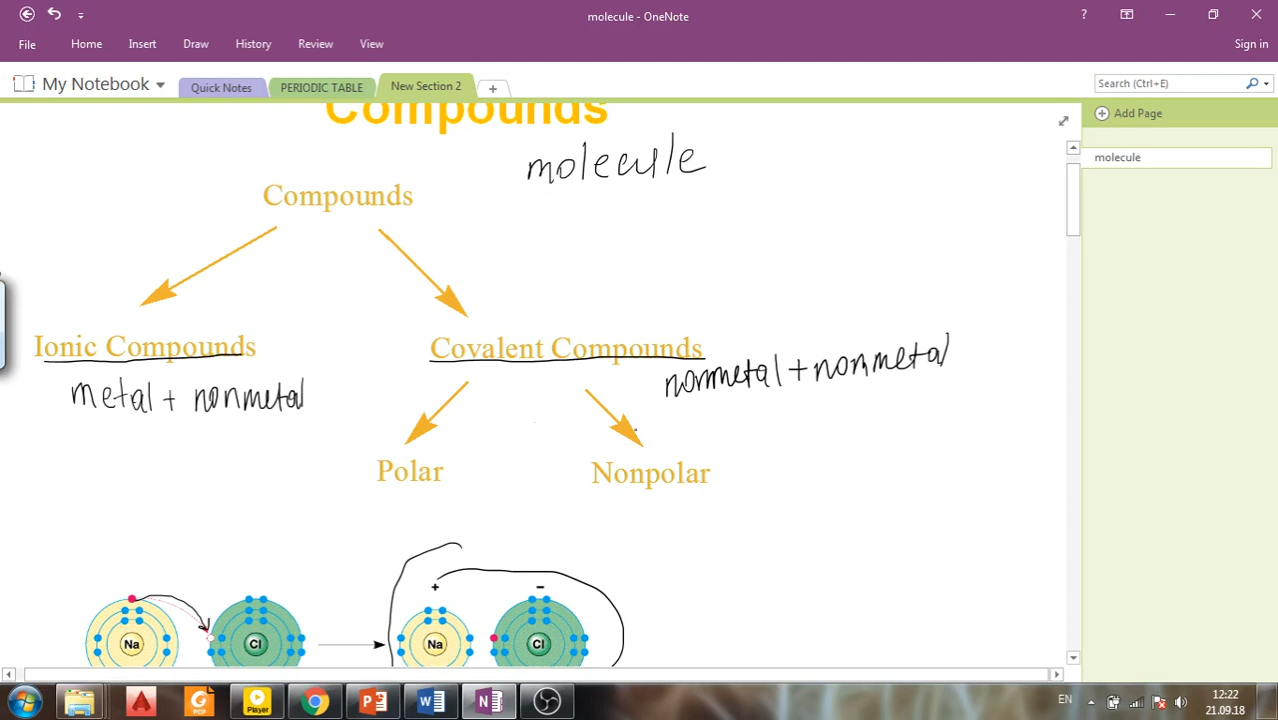 molecule - OneNote
?
File Home Insert Draw History Review View
Sign in
My Notebook Quick Notes PERIODIC TABLE New Section 2 +
Search (Ctrl+E)
Compounds
Add Page
molecule
molecule
Compounds
Ionic Compounds Covalent Compounds
metal + nonmetal nonmetal + nonmetal
Polar Nonpolar
+ -
Na Cl Na Cl
PDF Player P W N EN 12:22
21.09.18